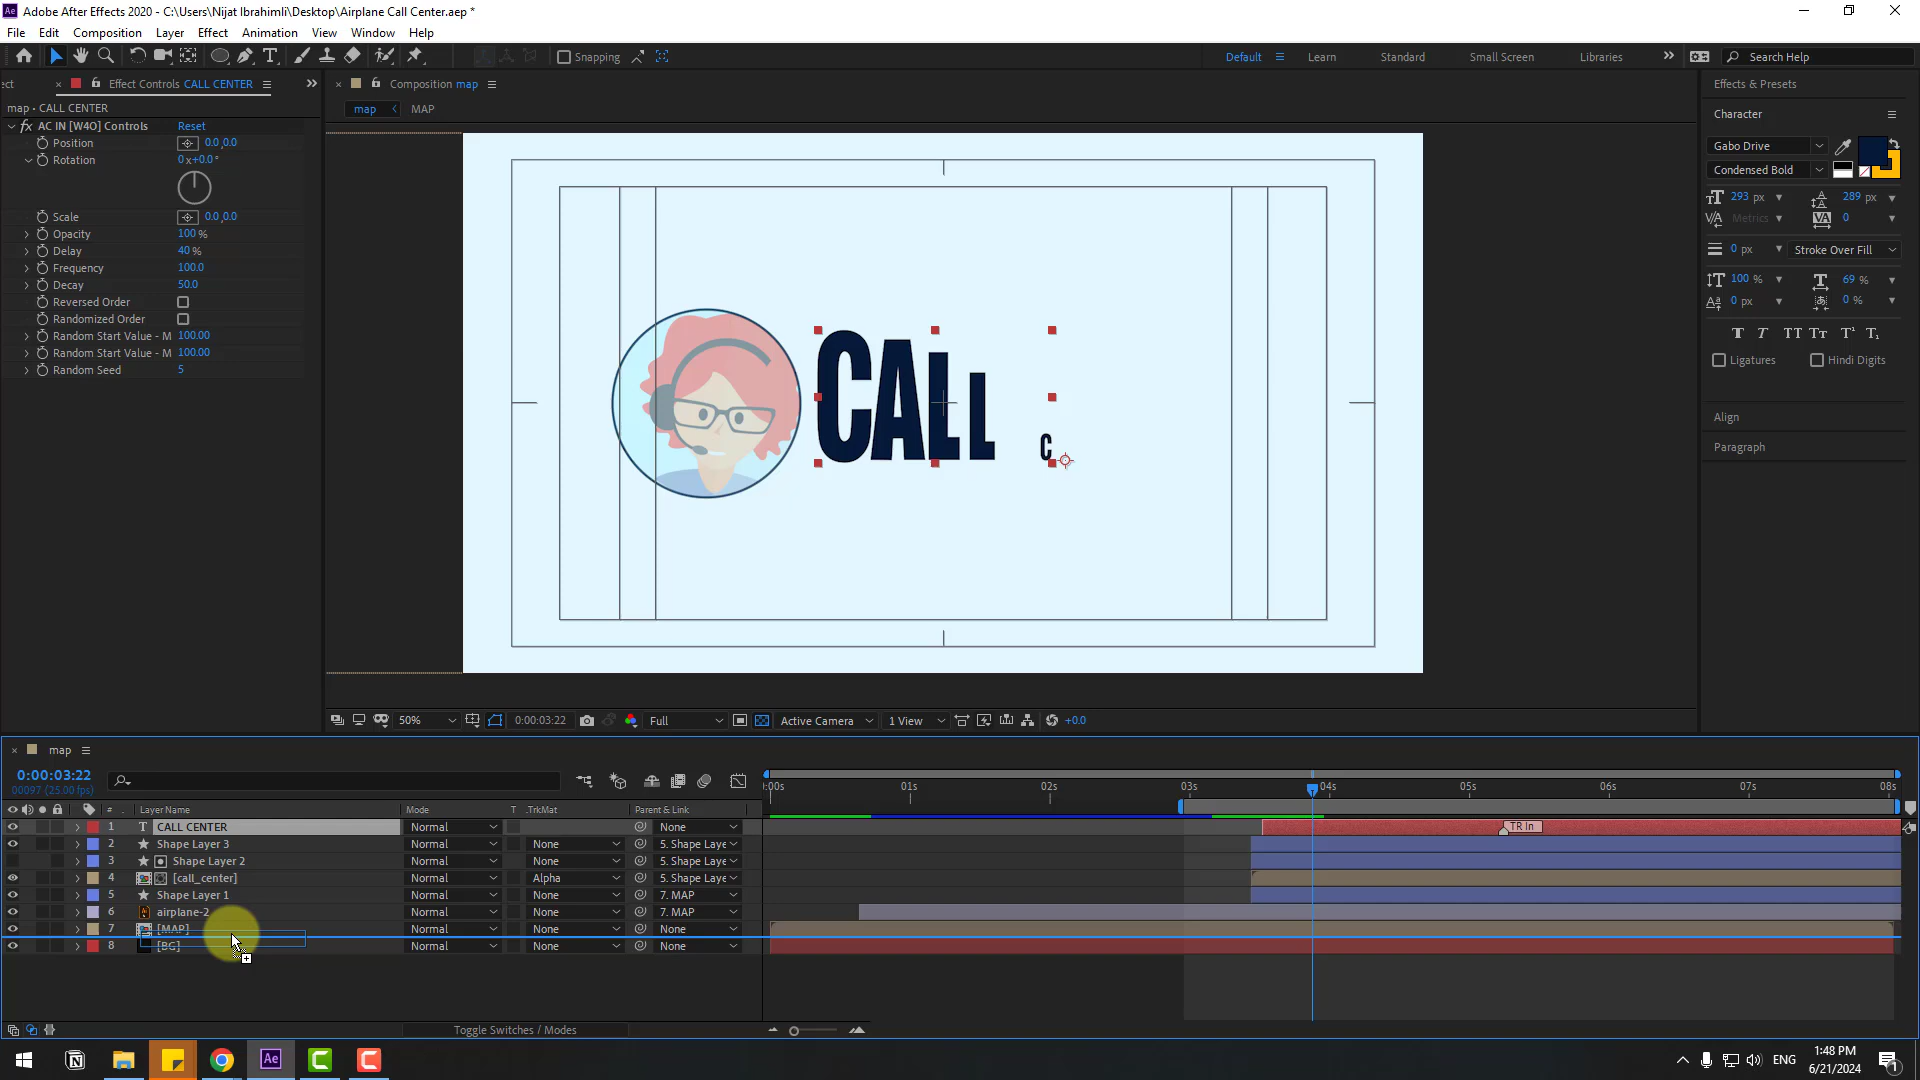 Adobe After Effects 2020 - C:\Users\Nijat Ibrahimli\Desktop\Airplane Call Center.aep *
File Edit Composition Layer Effect Animation View Window Help
Snapping
Default Learn Standard Small Screen Libraries Search Help
ect Effect Controls CALL CENTER
map • CALL CENTER
fx AC IN [W4O] Controls Reset
Position 0.0,0.0
Rotation 0x+0.0°
Scale 0.0,0.0
Opacity 100 %
Delay 40 %
Frequency 100.0
Decay 50.0
Reversed Order
Randomized Order
Random Start Value - M 100.00
Random Start Value - M 100.00
Random Seed 5
Composition map
map MAP
CALL C
50% 0:00:03:22 Full Active Camera 1 View +0.0
Effects & Presets
Character
Gabo Drive
Condensed Bold
293 px 289 px
Metrics 0
0 px Stroke Over Fill
100 % 69 %
0 px 0 %
Ligatures Hindi Digits
Align
Paragraph
map
0:00:03:22
00097 (25.00 fps)
:00s 01s 02s 03s 04s 05s 06s 07s 08s
# Layer Name Mode T .TrkMat Parent & Link
1 T CALL CENTER Normal None TR In
2 Shape Layer 3 Normal None 5. Shape Laye
3 Shape Layer 2 Normal None 5. Shape Laye
4 [call_center] Normal Alpha 5. Shape Laye
5 Shape Layer 1 Normal None 7. MAP
6 airplane-2 Normal None 7. MAP
7 [MAP] Normal None None
8 [BG] Normal None None
Toggle Switches / Modes
ENG 1:48 PM
6/21/2024